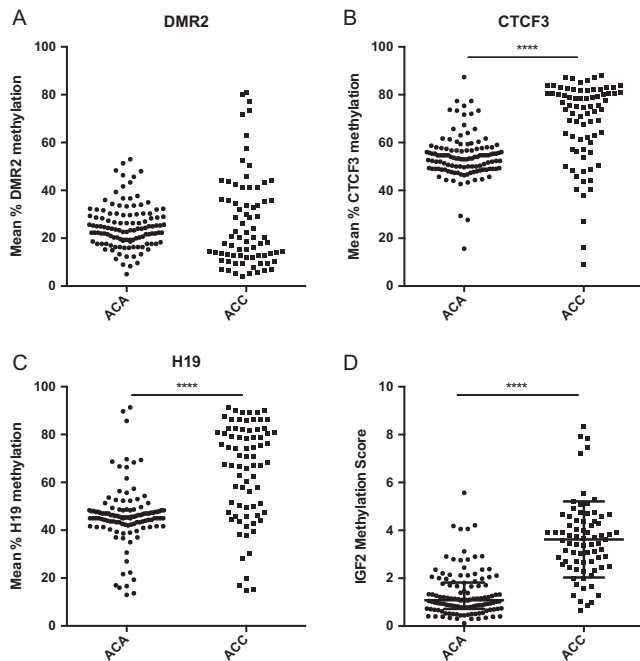 A
DMR2
Mean % DMR2 methylation
100
80
60
40
20
0
ACA
ACC
B
CTCF3
****
Mean % CTCF3 methylation
100
80
60
40
20
0
ACA
ACC
C
H19
****
Mean % H19 methylation
100
80
60
40
20
0
ACA
ACC
D
****
IGF2 Methylation Score
10
8
6
4
2
0
ACA
ACC